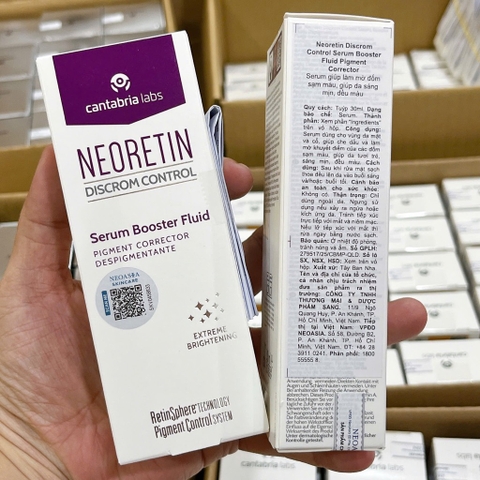 cantabria labs
NEORETIN
DISCROM CONTROL
Serum Booster Fluid
PIGMENT CORRECTOR
DESPIGMENTANTE
NEOASIA
SKINCARE
EXTREME
BRIGHTENING
RetinSphere® TECHNOLOGY
Pigment Control SYSTEM
Neoretin Discrom
Control Serum Booster
Fluid Pigment
Corrector
Serum giúp làm mờ đốm
sạm màu, giúp da sáng
mịn, đều màu
Quy cách: Tuýp 30ml. Dạng
bào chế: Serum. Thành
phần: Xem phần "Ingredients"
trên vỏ hộp. Công dụng:
Serum dùng cho vùng da mặt
và cổ, giúp che dấu và làm
mờ khuyết điểm của các đốm
sạm màu, giúp da tươi trẻ,
sáng mịn, đều màu. Cách
dùng: Sau khi rửa mặt sạch
thoa đều lên da vào buổi sáng
và/hoặc buổi tối. Cảnh báo
an toàn cho sức khỏe:
Không có. Thận trọng: Chỉ
dùng ngoài da. Ngưng sử
dụng nếu xảy ra ngứa hoặc
kích ứng da. Tránh tiếp xúc
trực tiếp với mắt và niêm mạc.
Nếu lỡ tiếp xúc với mắt thì
rửa ngay bằng nước sạch.
Bảo quản: Ở nhiệt độ phòng,
tránh nóng và ẩm. Số GPLH:
279517/25/CBMP-QLD. Số lô
SX, NSX, HSD: Xem trên vỏ
hộp. Xuất xứ: Tây Ban Nha.
Tên và địa chỉ của tổ chức,
cá nhân chịu trách nhiệm
đưa sản phẩm ra thị
trường: CÔNG TY TNHH
THƯƠNG MẠI & DƯỢC
PHẨM SANG. 11/9 Ngô
Quang Huy, P. An Khánh, TP.
Hồ Chí Minh, Việt Nam. Tiếp
thị tại Việt Nam: VPĐD
NEOASIA. Số 58, Đường B2,
P. An Khánh, TP. Hồ Chí
Minh, Việt Nam. ĐT: +84 28
3911 0241. Phân phối: 1800
55555 8.